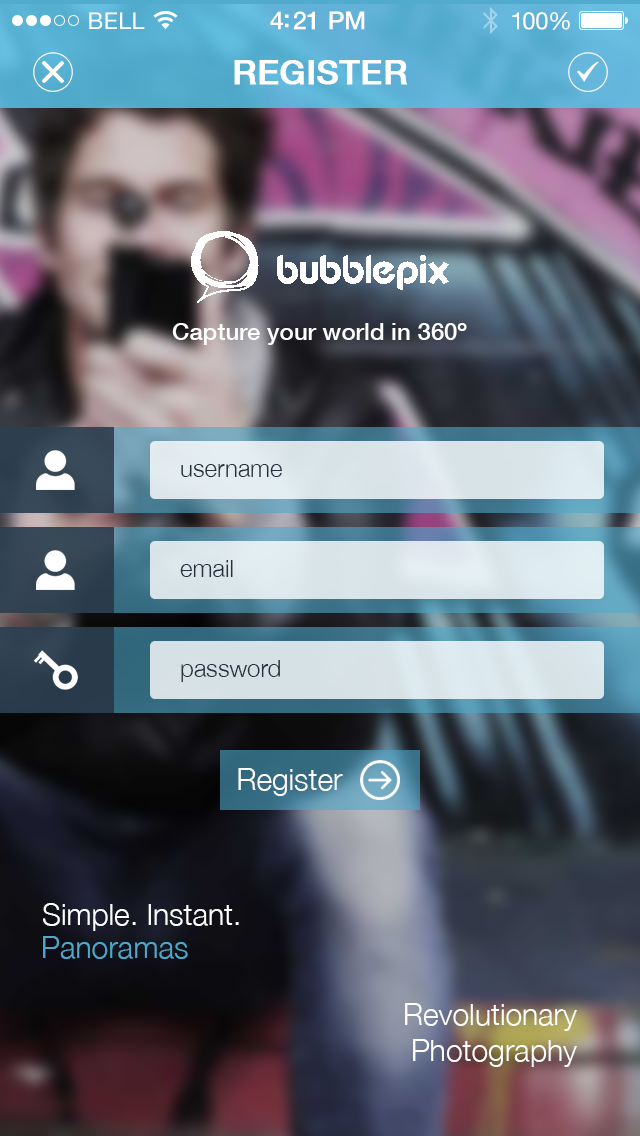 BELL 4:21 PM 100%
REGISTER
bubblepix
Capture your world in 360º
username
email
password
Register
Simple. Instant.
Panoramas
Revolutionary
Photography